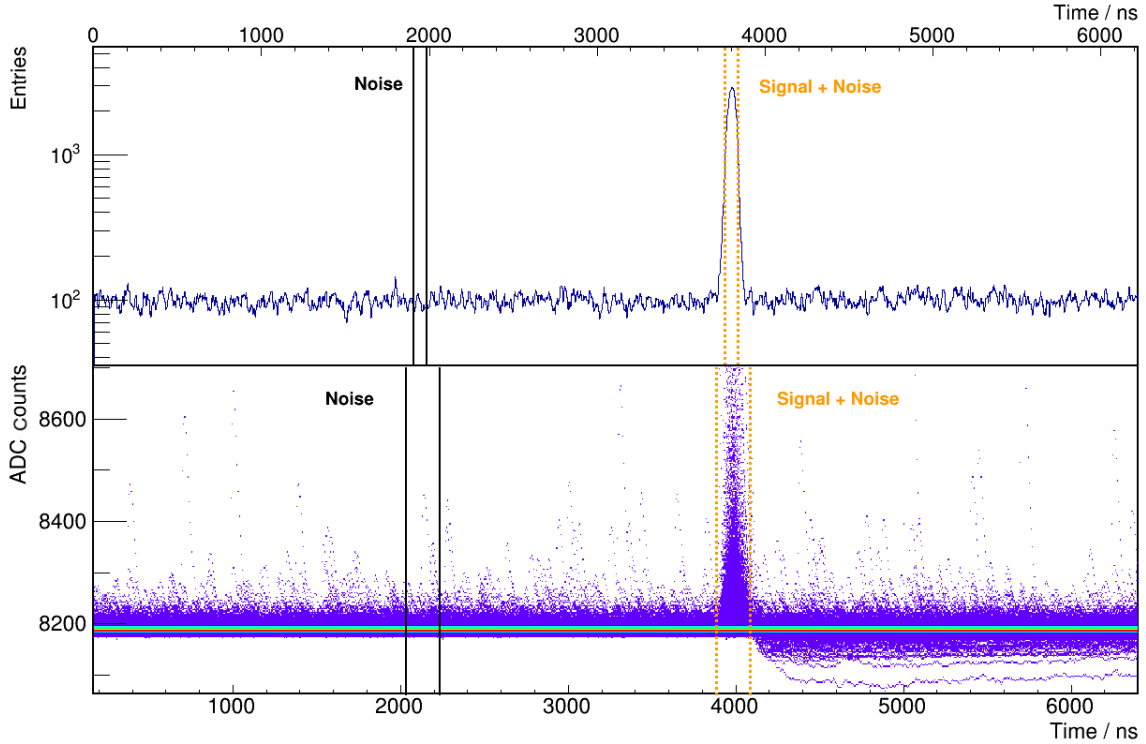 Time / ns
0 1000 2000 3000 4000 5000 6000
Entries
Noise
Signal + Noise
10³
10²
ADC counts
Noise
Signal + Noise
8600
8400
8200
1000 2000 3000 4000 5000 6000
Time / ns